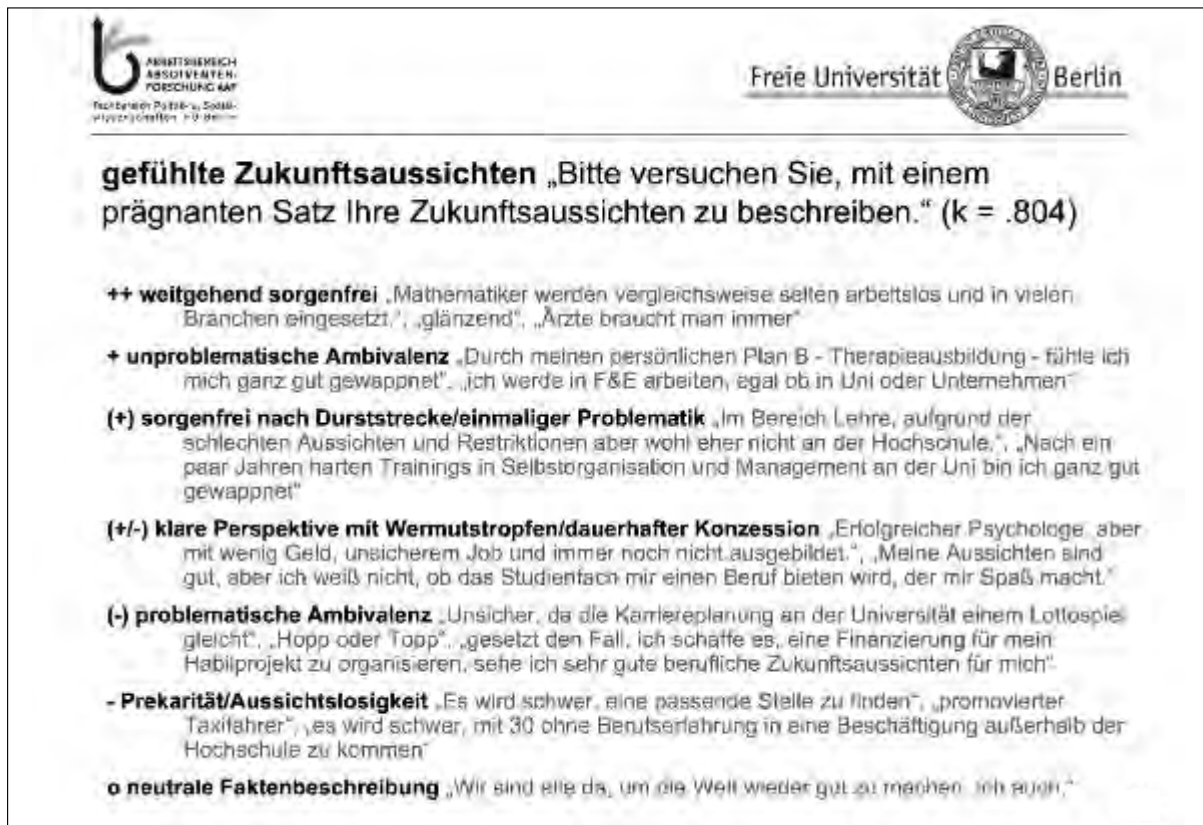 ARBEITSBEREICH
ABSOLVENTEN-
FORSCHUNG
Freie Universität Berlin
gefühlte Zukunftsaussichten „Bitte versuchen Sie, mit einem
prägnanten Satz Ihre Zukunftsaussichten zu beschreiben.“ (k = .804)
++ weitgehend sorgenfrei „Mathematiker werden vergleichsweise selten arbeitslos und in vielen
Branchen eingesetzt.“, „glänzend“, „Ärzte braucht man immer“
+ unproblematische Ambivalenz „Durch meinen persönlichen Plan B - Therapieausbildung - fühle ich
mich ganz gut gewappnet“, „ich werde in F&E arbeiten, egal ob in Uni oder Unternehmen“
(+) sorgenfrei nach Durststrecke/einmaliger Problematik „Im Bereich Lehre, aufgrund der
schlechten Aussichten und Restriktionen aber wohl eher nicht an der Hochschule.“, „Nach ein
paar Jahren harten Trainings in Selbstorganisation und Management an der Uni bin ich ganz gut
gewappnet“
(+/-) klare Perspektive mit Wermutstropfen/dauerhafter Konzession „Erfolgreicher Psychologe, aber
mit wenig Geld, unsicherem Job und immer noch nicht ausgebildet.“, „Meine Aussichten sind
gut, aber ich weiß nicht, ob das Studienfach mir einen Beruf bieten wird, der mir Spaß macht.“
(-) problematische Ambivalenz „Unsicher, da die Karriereplanung an der Universität einem Lottospiel
gleicht“, „Hopp oder Topp“, „gesetzt den Fall, ich schaffe es, eine Finanzierung für mein
Habilprojekt zu organisieren, sehe ich sehr gute berufliche Zukunftsaussichten für mich“
- Prekarität/Aussichtslosigkeit „Es wird schwer, eine passende Stelle zu finden“, „promovierter
Taxifahrer“, „es wird schwer, mit 30 ohne Berufserfahrung in eine Beschäftigung außerhalb der
Hochschule zu kommen“
o neutrale Faktenbeschreibung „Wir sind alle da, um die Welt wieder gut zu machen. Ich auch.“